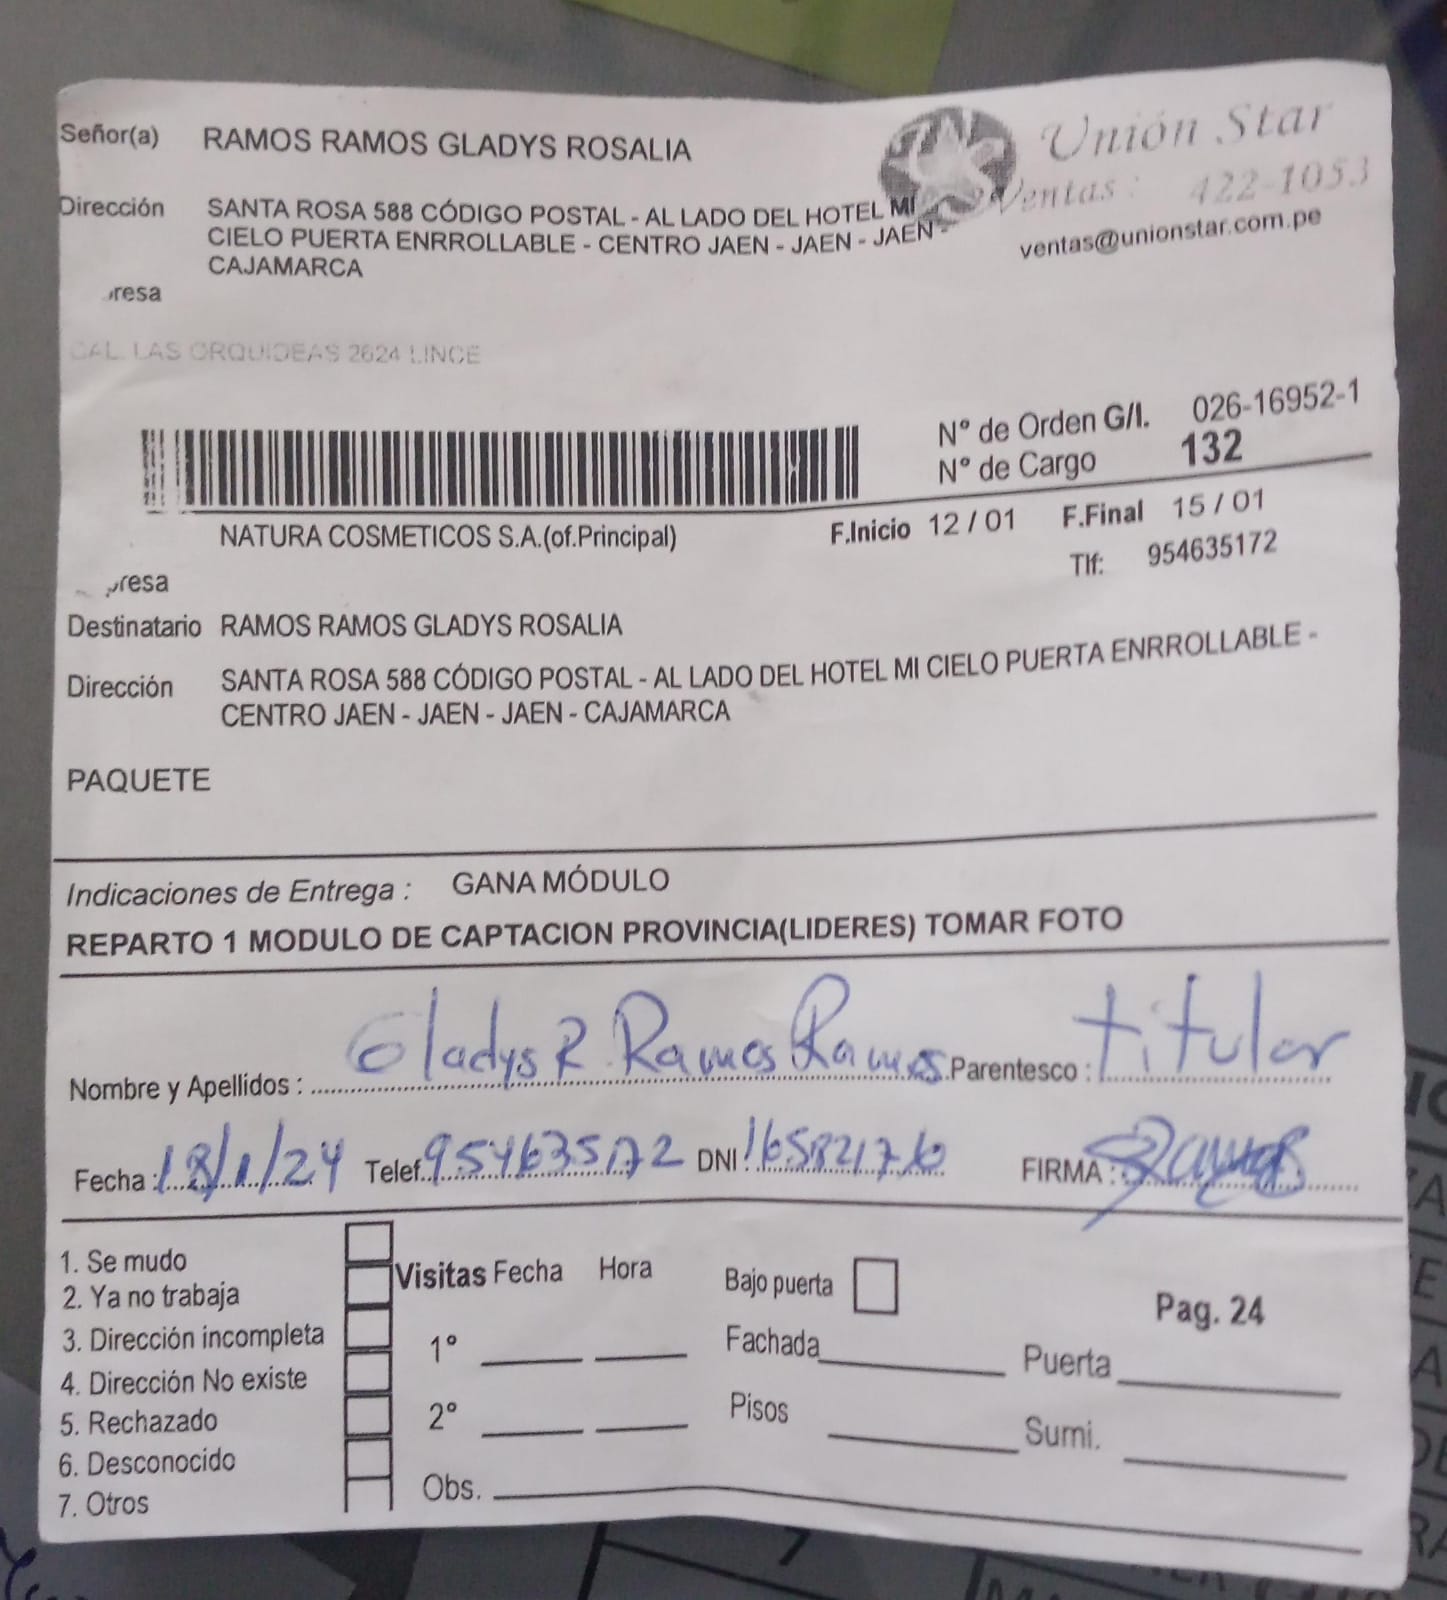 Señor(a) RAMOS RAMOS GLADYS ROSALIA
Unión Star
Ventas: 422-1053
ventas@unionstar.com.pe
Dirección SANTA ROSA 588 CÓDIGO POSTAL - AL LADO DEL HOTEL MI
CIELO PUERTA ENRROLLABLE - CENTRO JAEN - JAEN - JAEN -
CAJAMARCA
resa
CAL. LAS ORQUIDEAS 2624 LINCE
N° de Orden G/I. 026-16952-1
N° de Cargo 132
NATURA COSMETICOS S.A.(of.Principal) F.Inicio 12 / 01 F.Final 15 / 01
Tlf: 954635172
resa
Destinatario RAMOS RAMOS GLADYS ROSALIA
Dirección SANTA ROSA 588 CÓDIGO POSTAL - AL LADO DEL HOTEL MI CIELO PUERTA ENRROLLABLE -
CENTRO JAEN - JAEN - JAEN - CAJAMARCA
PAQUETE
Indicaciones de Entrega : GANA MÓDULO
REPARTO 1 MODULO DE CAPTACION PROVINCIA(LIDERES) TOMAR FOTO
Nombre y Apellidos : Gladys R. Ramos Ramos Parentesco : titular
Fecha : /1/24 Telef. 954635172 DNI FIRMA : Ramos
1. Se mudo
2. Ya no trabaja
3. Dirección incompleta
4. Dirección No existe
5. Rechazado
6. Desconocido
7. Otros
Visitas Fecha Hora
1°
2°
Obs.
Bajo puerta
Fachada
Pisos
Pag. 24
Puerta
Sumi.